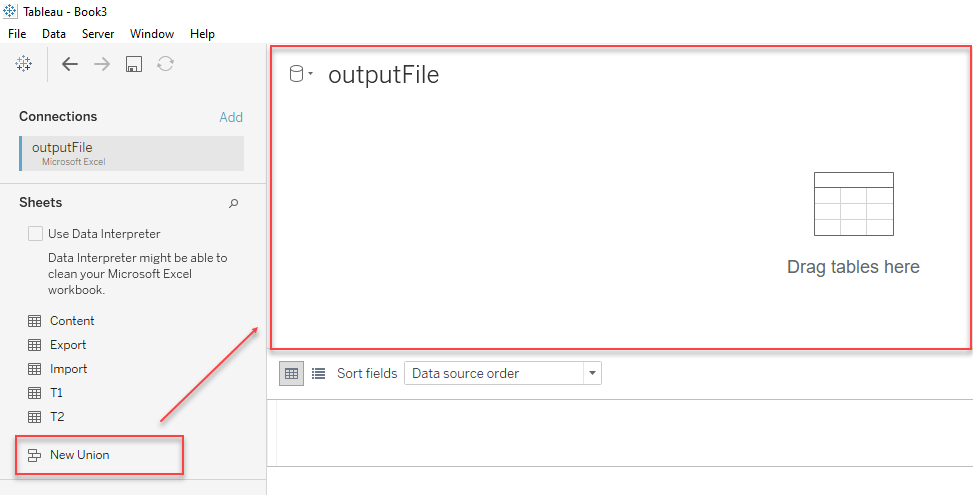 Tableau - Book3
File Data Server Window Help
outputFile
Connections Add
outputFile
Microsoft Excel
Sheets
Use Data Interpreter
Data Interpreter might be able to
clean your Microsoft Excel
workbook.
Content
Export
Import
T1
T2
New Union
Drag tables here
Sort fields Data source order